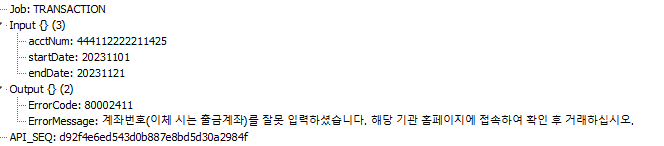 Job: TRANSACTION
Input {} (3)
acctNum: 444112222211425
startDate: 20231101
endDate: 20231121
Output {} (2)
ErrorCode: 80002411
ErrorMessage: 계좌번호(이체 시는 출금계좌)를 잘못 입력하셨습니다. 해당 기관 홈페이지에 접속하여 확인 후 거래하십시오.
API_SEQ: d92f4e6ed543d0b887e8bd5d30a2984f